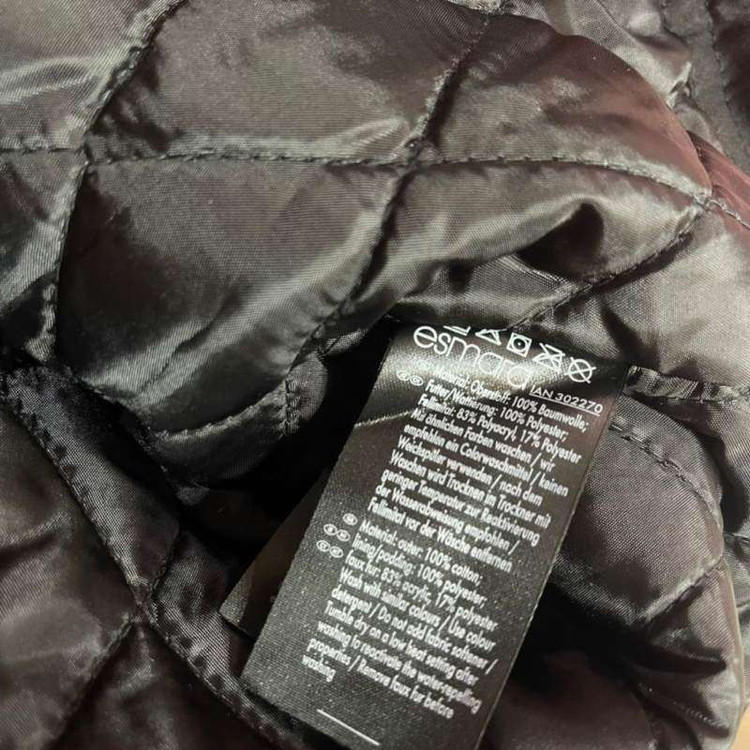 esmara
IAN 302270
Material: Oberstoff: 100% Baumwolle;
Futter/Wattierung: 100% Polyester;
Fellimitat: 83% Polyacryl, 17% Polyester
Mit ähnlichen Farben waschen / wir
empfehlen ein Colorwaschmittel / keinen
Weichspüler verwenden / nach dem
Waschen wird Trocknen im Trockner mit
geringer Temperatur zur Reaktivierung
der Wasserabweisung empfohlen /
Fellimitat vor der Wäsche entfernen
Material: outer: 100% cotton;
lining/padding: 100% polyester;
faux fur: 83% acrylic, 17% polyester
Wash with similar colours / Use colour
detergent / Do not add fabric softener /
Tumble dry on a low heat setting after
washing to reactivate the water-repelling
properties / Remove faux fur before
washing